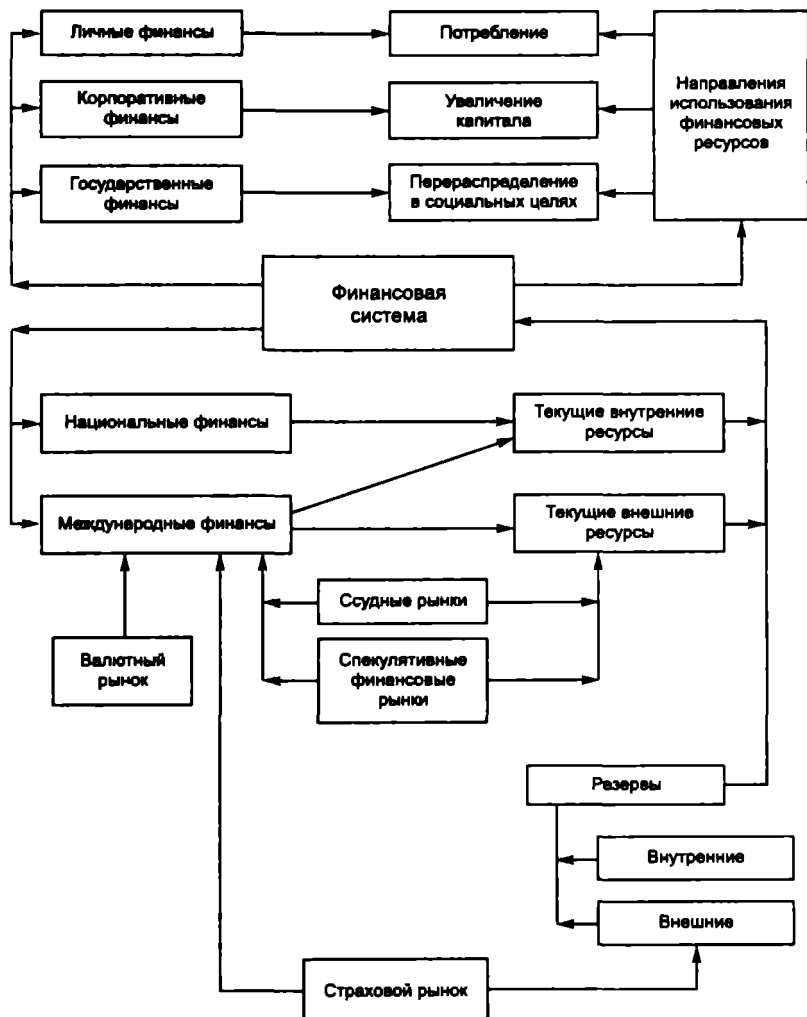 Личные финансы
Потребление
Направления
использования
финансовых
ресурсов
Корпоративные
финансы
Увеличение
капитала
Государственные
финансы
Перераспределение
в социальных целях
Финансовая
система
Национальные финансы
Текущие внутренние
ресурсы
Международные финансы
Текущие внешние
ресурсы
Ссудные рынки
Валютный
рынок
Спекулятивные
финансовые
рынки
Резервы
Внутренние
Внешние
Страховой рынок